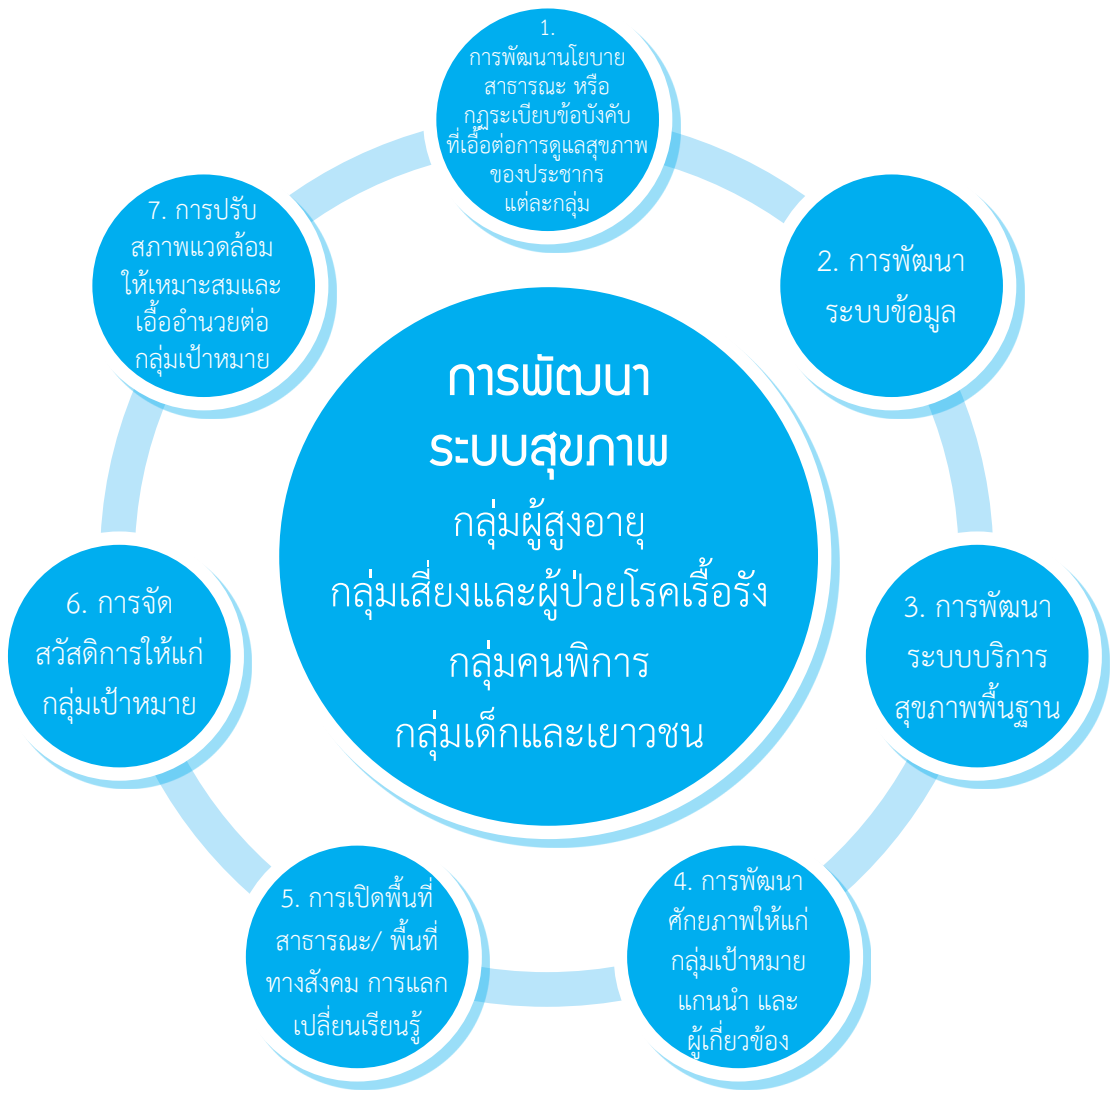 1.
การพัฒนานโยบาย
สาธารณะ หรือ
กฎระเบียบข้อบังคับ
ที่เอื้อต่อการดูแลสุขภาพ
ของประชากร
แต่ละกลุ่ม
2. การพัฒนา
ระบบข้อมูล
3. การพัฒนา
ระบบบริการ
สุขภาพพื้นฐาน
4. การพัฒนา
ศักยภาพให้แก่
กลุ่มเป้าหมาย
แกนนำ และ
ผู้เกี่ยวข้อง
5. การเปิดพื้นที่
สาธารณะ/ พื้นที่
ทางสังคม การแลก
เปลี่ยนเรียนรู้
6. การจัด
สวัสดิการให้แก่
กลุ่มเป้าหมาย
7. การปรับ
สภาพแวดล้อม
ให้เหมาะสมและ
เอื้ออำนวยต่อ
กลุ่มเป้าหมาย
การพัฒนา
ระบบสุขภาพ
กลุ่มผู้สูงอายุ
กลุ่มเสี่ยงและผู้ป่วยโรคเรื้อรัง
กลุ่มคนพิการ
กลุ่มเด็กและเยาวชน